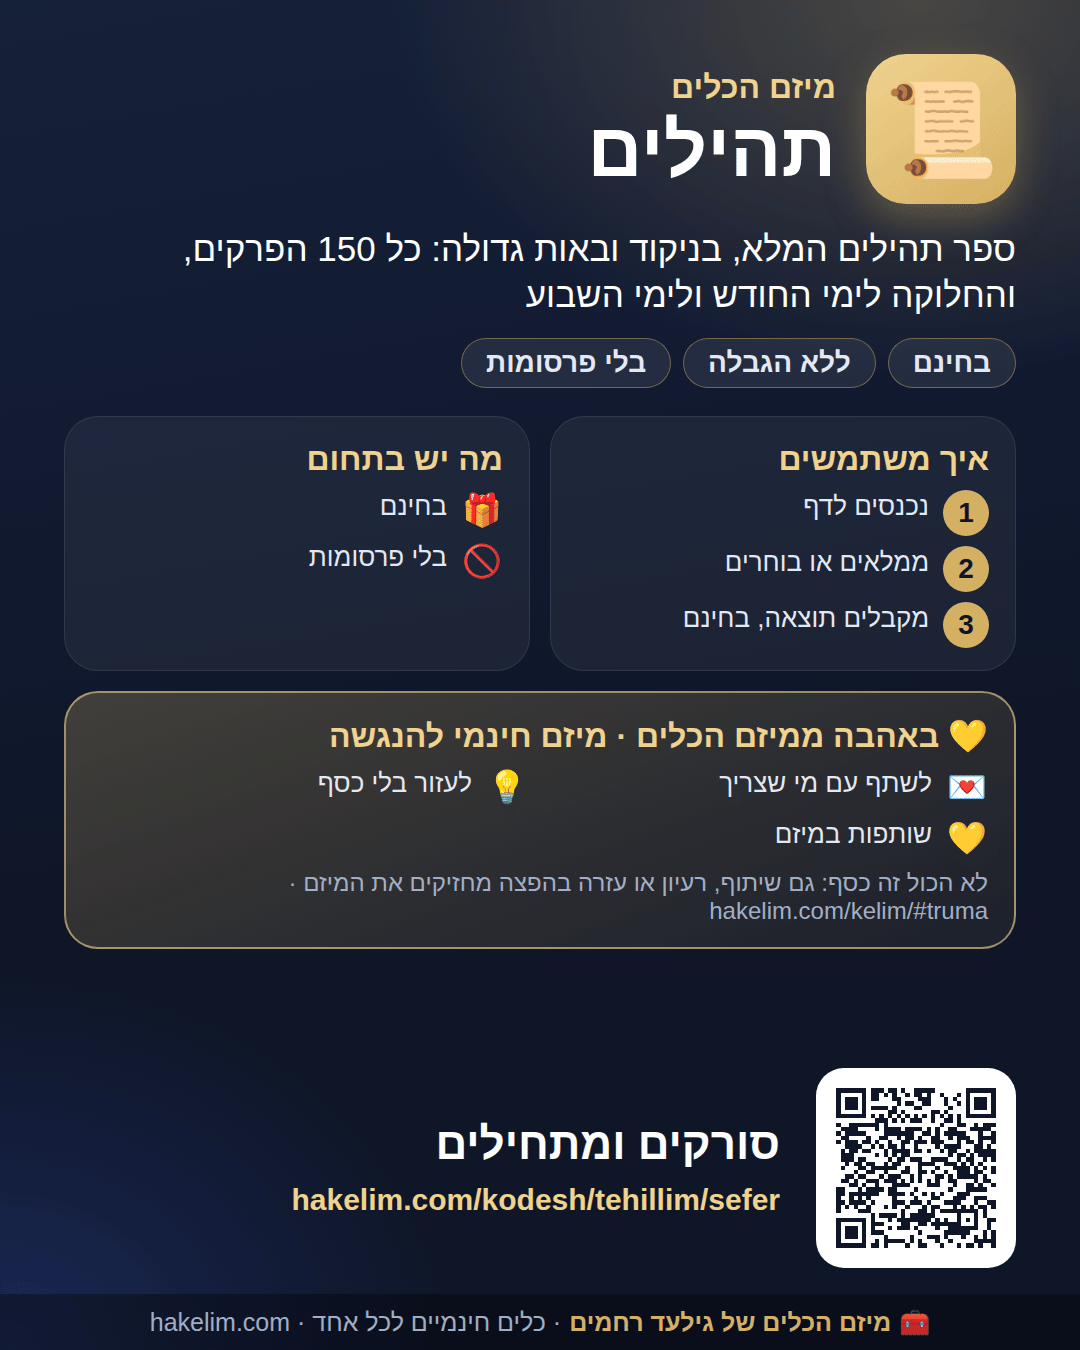 מיזם הכלים
תהילים
ספר תהילים המלא, בניקוד ובאות גדולה: כל 150 הפרקים,
והחלוקה לימי החודש ולימי השבוע
בחינם
ללא הגבלה
בלי פרסומות
איך משתמשים
1 נכנסים לדף
2 ממלאים או בוחרים
3 מקבלים תוצאה, בחינם
מה יש בתחום
בחינם
בלי פרסומות
באהבה ממיזם הכלים · מיזם חינמי להנגשה
לשתף עם מי שצריך
לעזור בלי כסף
שותפות במיזם
לא הכול זה כסף: גם שיתוף, רעיון או עזרה בהפצה מחזיקים את המיזם ·
hakelim.com/kelim/#truma
סורקים ומתחילים
hakelim.com/kodesh/tehillim/sefer
מיזם הכלים של גילעד רחמים · כלים חינמיים לכל אחד · hakelim.com